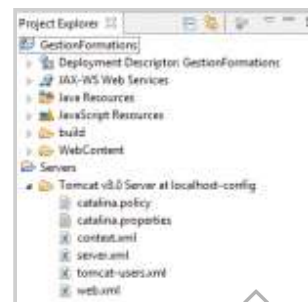 Project Explorer
GestionFormations
Deployment Descriptor: GestionFormations
JAX-WS Web Services
Java Resources
JavaScript Resources
build
WebContent
Servers
Tomcat v8.0 Server at localhost-config
catalina.policy
catalina.properties
context.xml
server.xml
tomcat-users.xml
web.xml